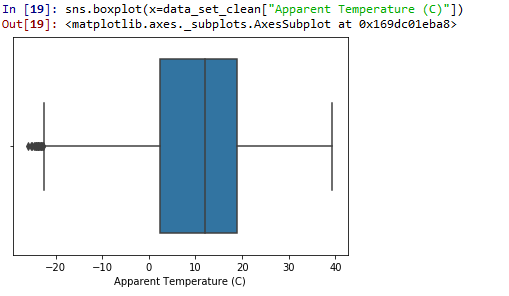 In [19]: sns.boxplot(x=data_set_clean["Apparent Temperature (C)"])
Out[19]: <matplotlib.axes._subplots.AxesSubplot at 0x169dc01eba8>
−20 −10 0 10 20 30 40
Apparent Temperature (C)